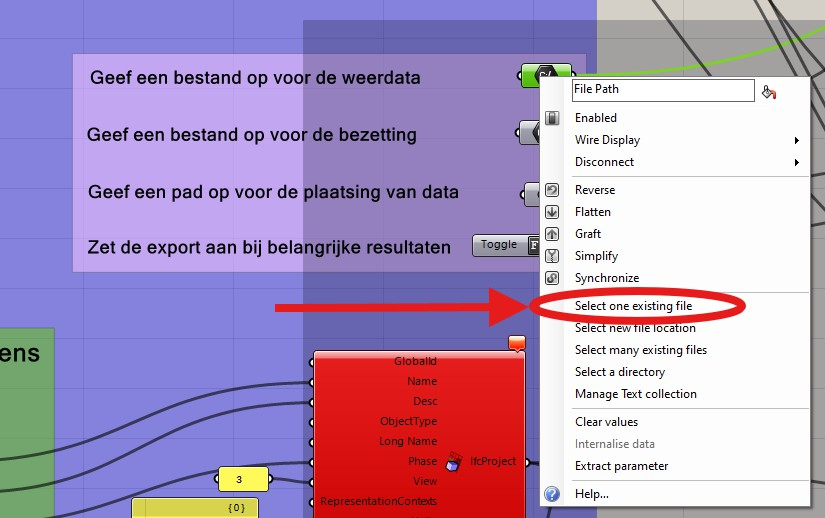 Geef een bestand op voor de weerdata
Geef een bestand op voor de bezetting
Geef een pad op voor de plaatsing van data
Zet de export aan bij belangrijke resultaten
Toggle
File Path
Enabled
Wire Display
Disconnect
Reverse
Flatten
Graft
Simplify
Synchronize
Select one existing file
Select new file location
Select many existing files
Select a directory
Manage Text collection
Clear values
Internalise data
Extract parameter
Help...
ens
GlobalId
Name
Desc
ObjectType
Long Name
Phase
IfcProject
View
RepresentationContexts
3
{0}